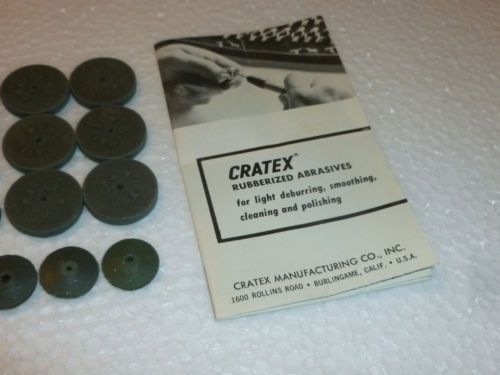 CRATEX®
RUBBERIZED ABRASIVES
for light deburring, smoothing,
cleaning and polishing
CRATEX MANUFACTURING CO., INC.
1600 ROLLINS ROAD • BURLINGAME, CALIF. • U.S.A.